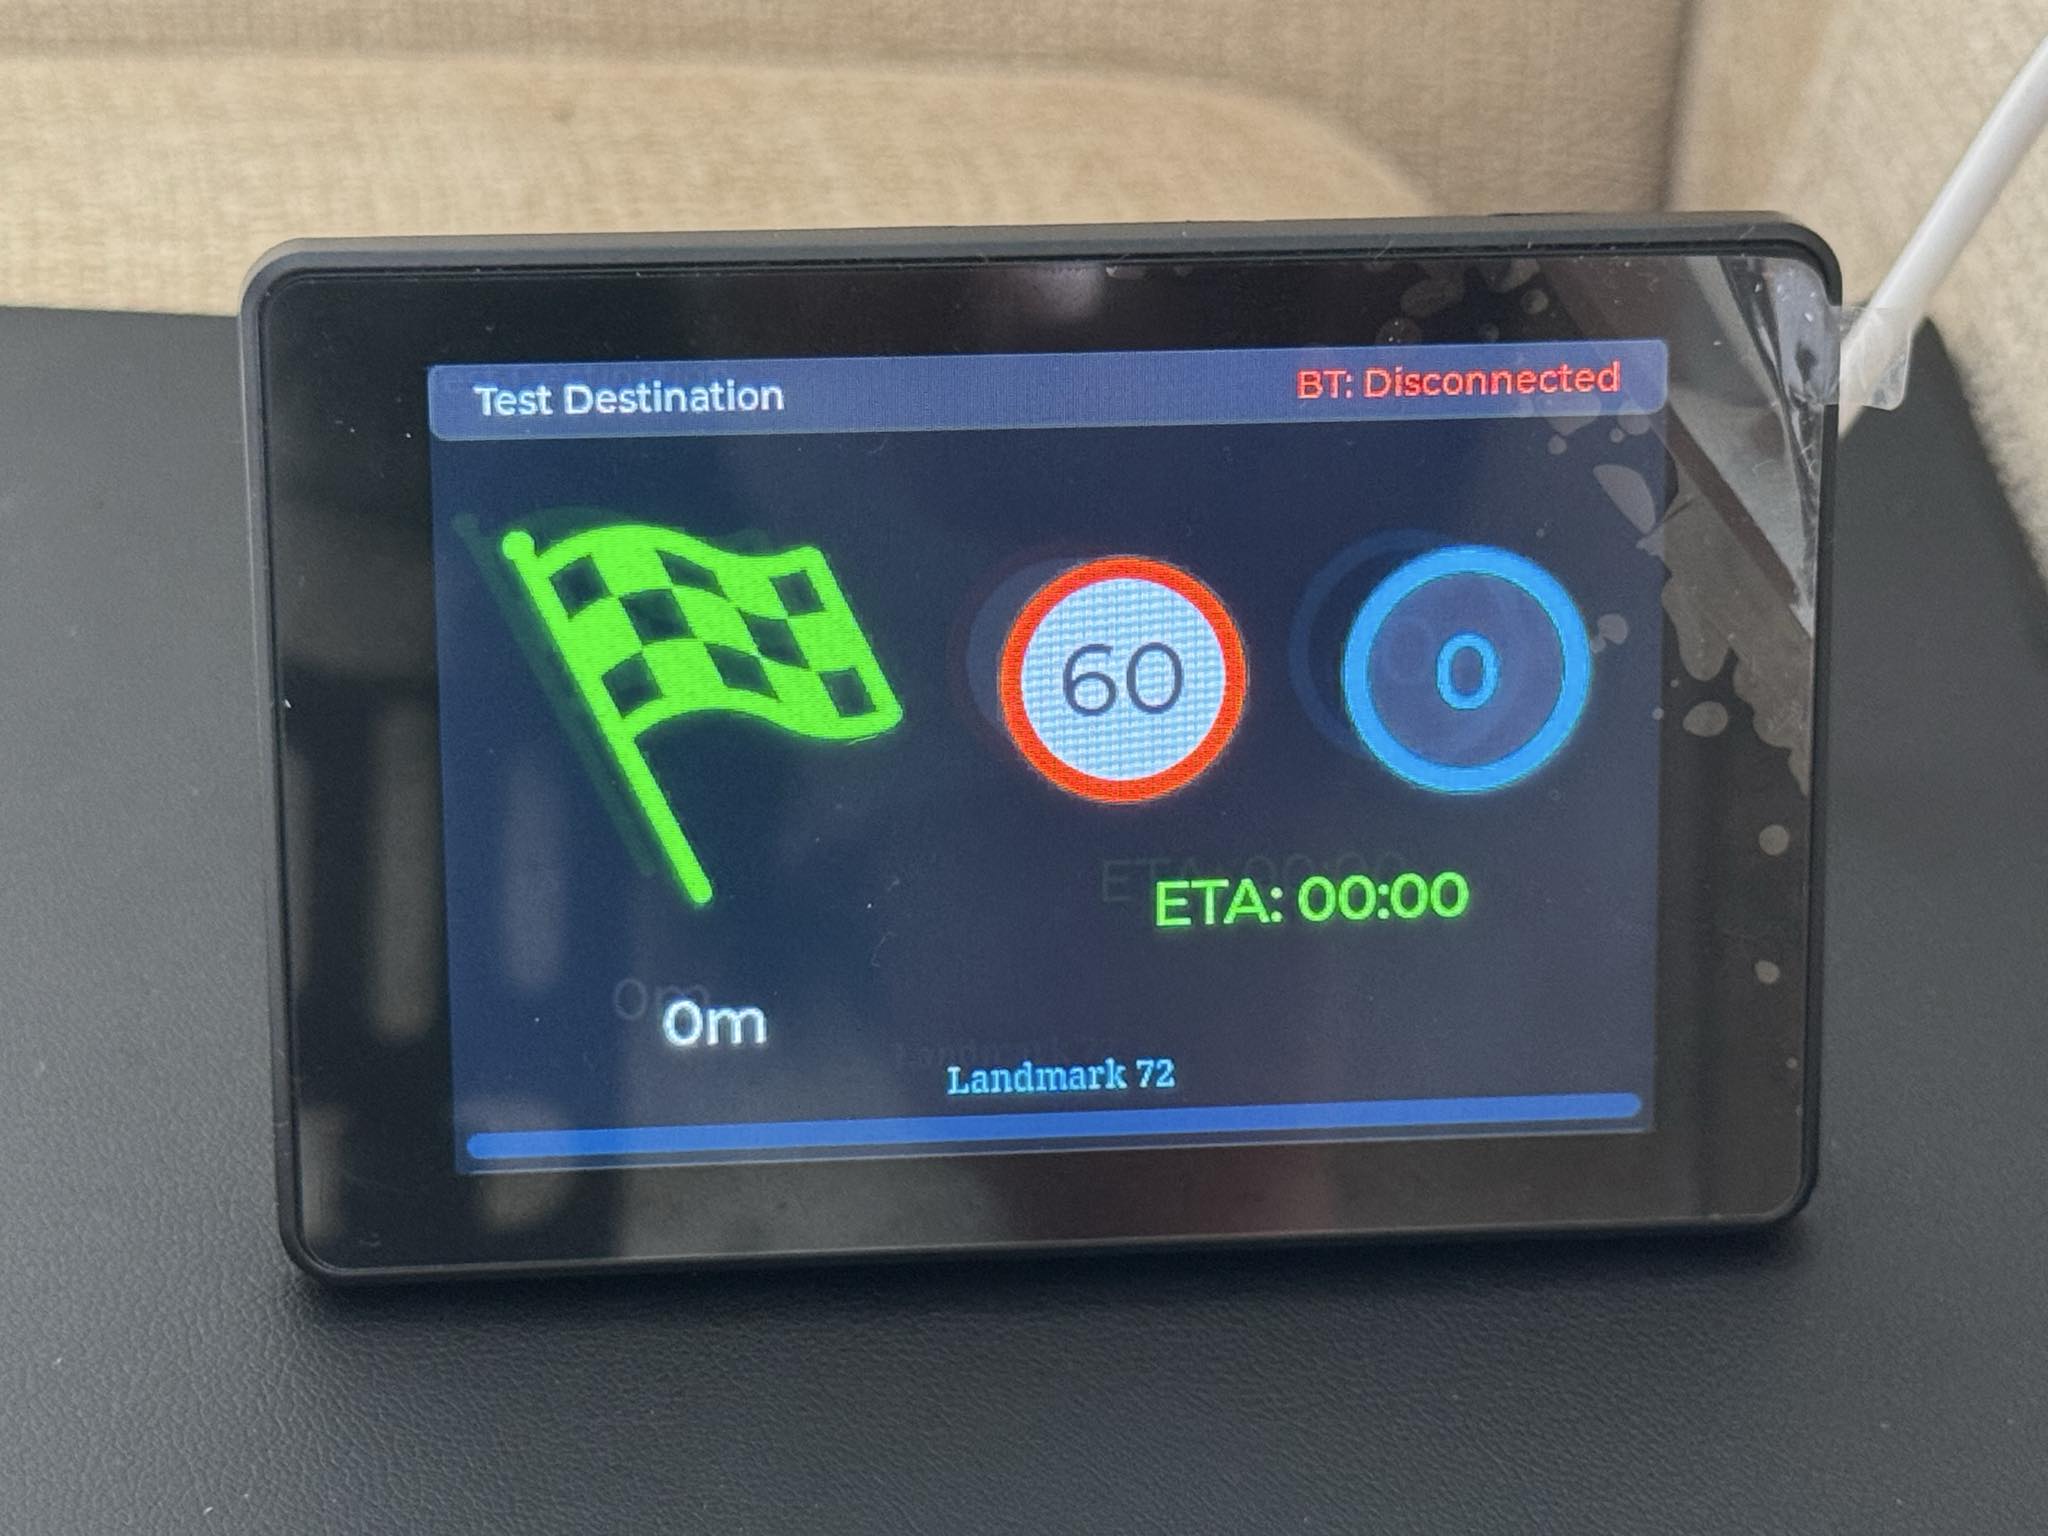 Test Destination
BT: Disconnected
60
0
ETA: 00:00
0m
Landmark 72